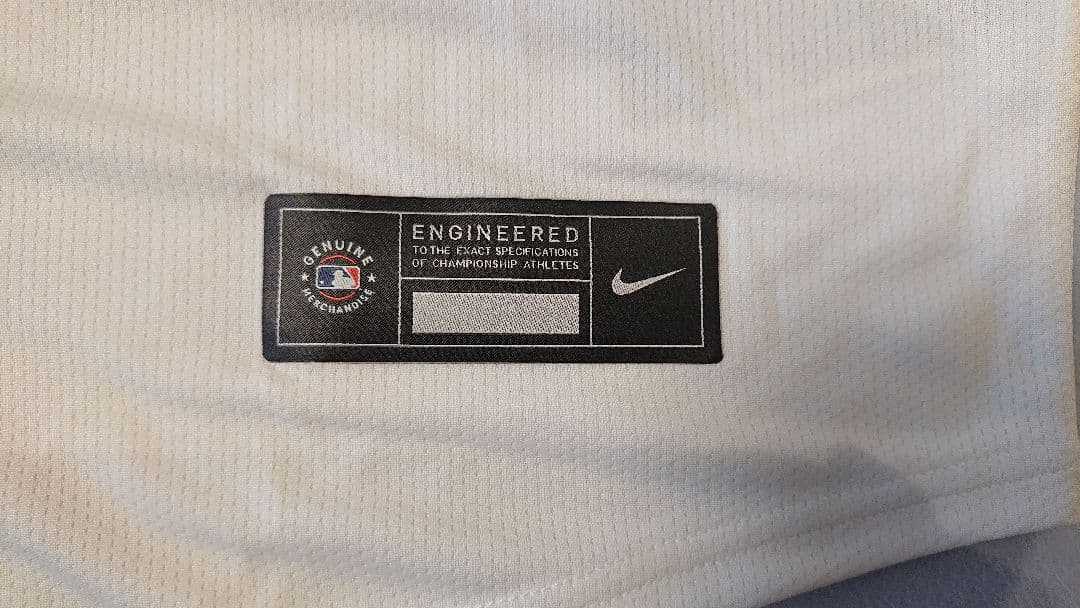 GENUINE
MERCHANDISE
ENGINEERED
TO THE EXACT SPECIFICATIONS
OF CHAMPIONSHIP ATHLETES